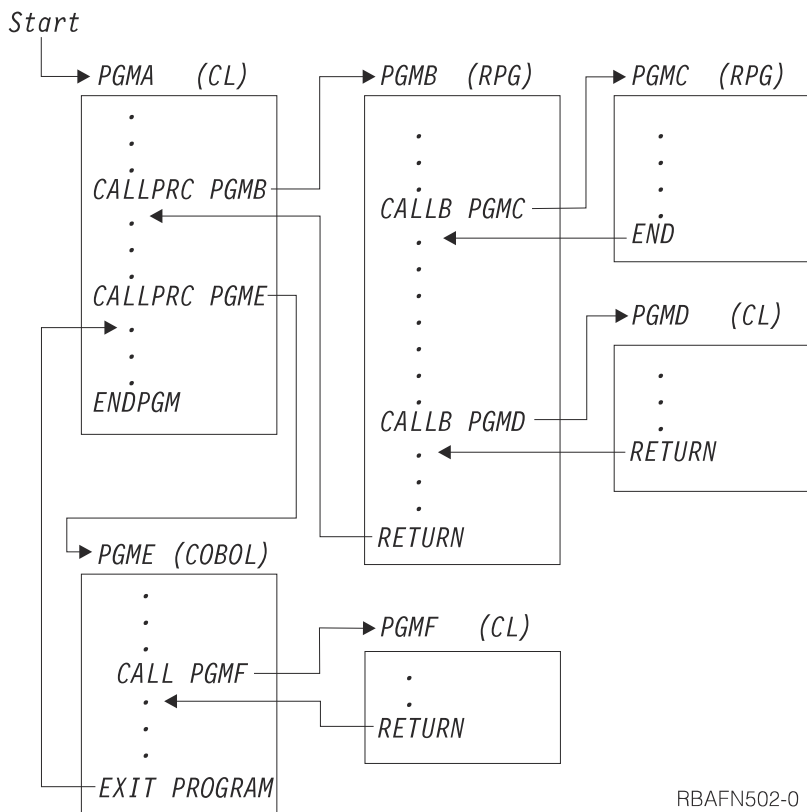 Start
PGMA (CL)
CALLPRC PGMB
CALLPRC PGME
ENDPGM
PGMB (RPG)
CALLB PGMC
CALLB PGMD
RETURN
PGMC (RPG)
END
PGMD (CL)
RETURN
PGME (COBOL)
CALL PGMF
EXIT PROGRAM
PGMF (CL)
RETURN
RBAFN502-0